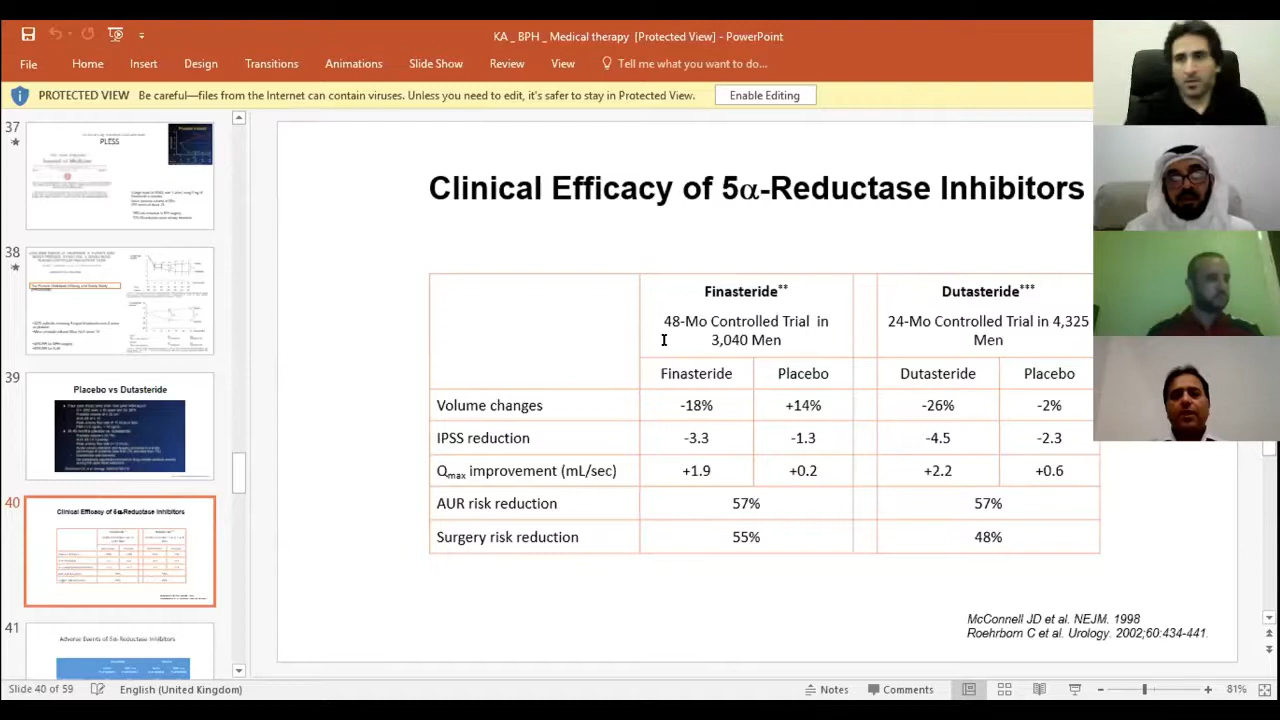 KA _ BPH _ Medical therapy [Protected View] - PowerPoint
File Home Insert Design Transitions Animations Slide Show Review View Tell me what you want to do...
PROTECTED VIEW Be careful—files from the Internet can contain viruses. Unless you need to edit, it's safer to stay in Protected View. Enable Editing
37
PLESS
38
39
Placebo vs Dutasteride
40
Clinical Efficacy of 5α-Reductase Inhibitors
41
Adverse Events of 5α-Reductase Inhibitors
Clinical Efficacy of 5α-Reductase Inhibitors
Finasteride** Dutasteride***
48-Mo Controlled Trial in 3,040 Men
24-Mo Controlled Trial in 4,325 Men
Finasteride Placebo Dutasteride Placebo
Volume changes -18% -26% -2%
IPSS reduction -3.3 -2.3
Qmax improvement (mL/sec) +1.9 +0.2 +2.2 +0.6
AUR risk reduction 57% 57%
Surgery risk reduction 55% 48%
McConnell JD et al. NEJM. 1998
Roehrborn C et al. Urology. 2002;60:434-441.
Slide 40 of 59 English (United Kingdom) Notes Comments 81%